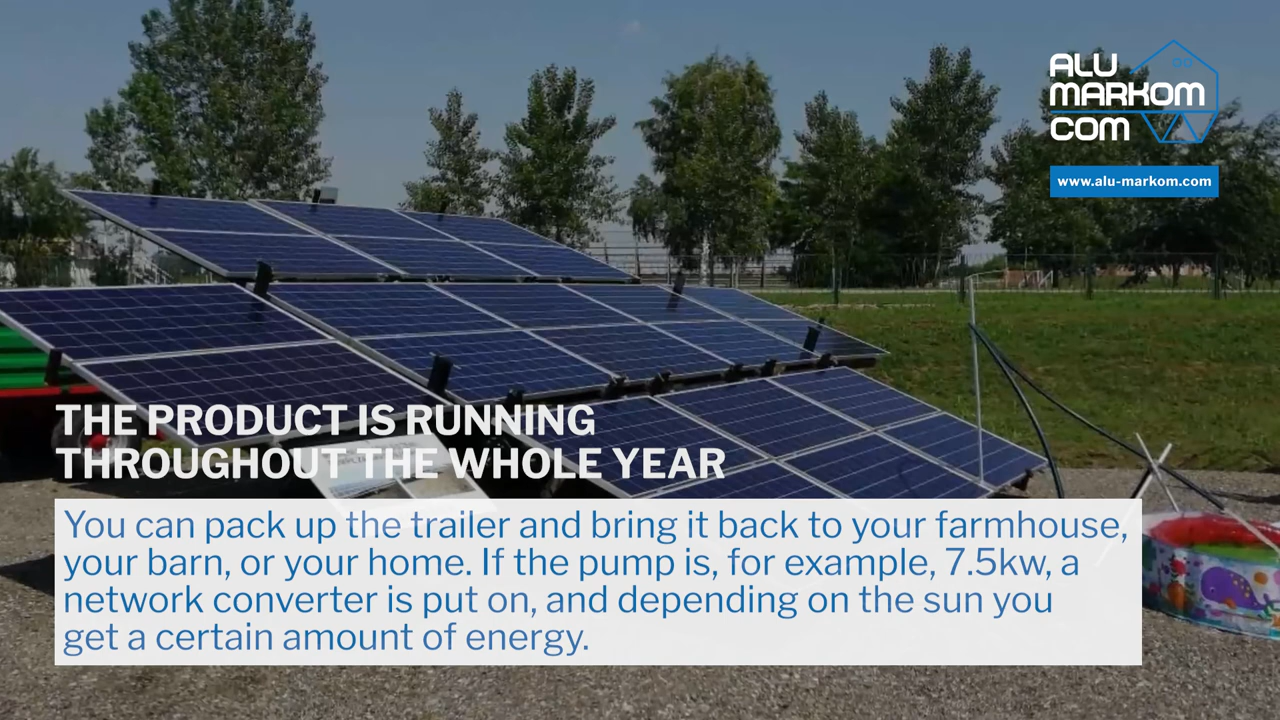 ALU
MARKOM
COM
www.alu-markom.com
THE PRODUCT IS RUNNING
THROUGHOUT THE WHOLE YEAR
You can pack up the trailer and bring it back to your farmhouse,
your barn, or your home. If the pump is, for example, 7.5kw, a
network converter is put on, and depending on the sun you
get a certain amount of energy.